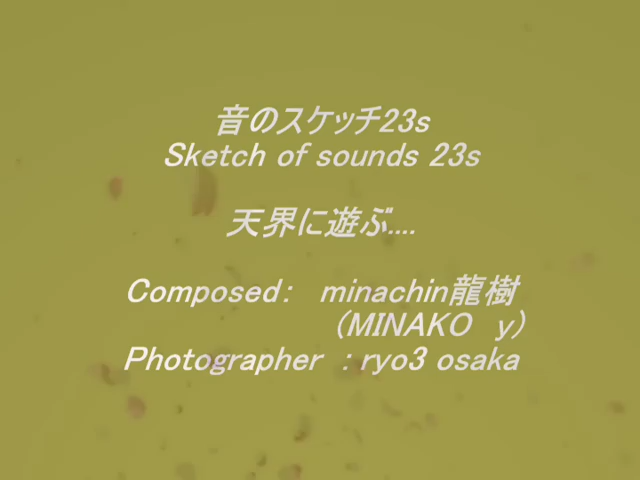 音のスケッチ23s
Sketch of sounds 23s
天界に遊ぶ....
Composed： minachin龍樹
(MINAKO y)
Photographer : ryo3 osaka